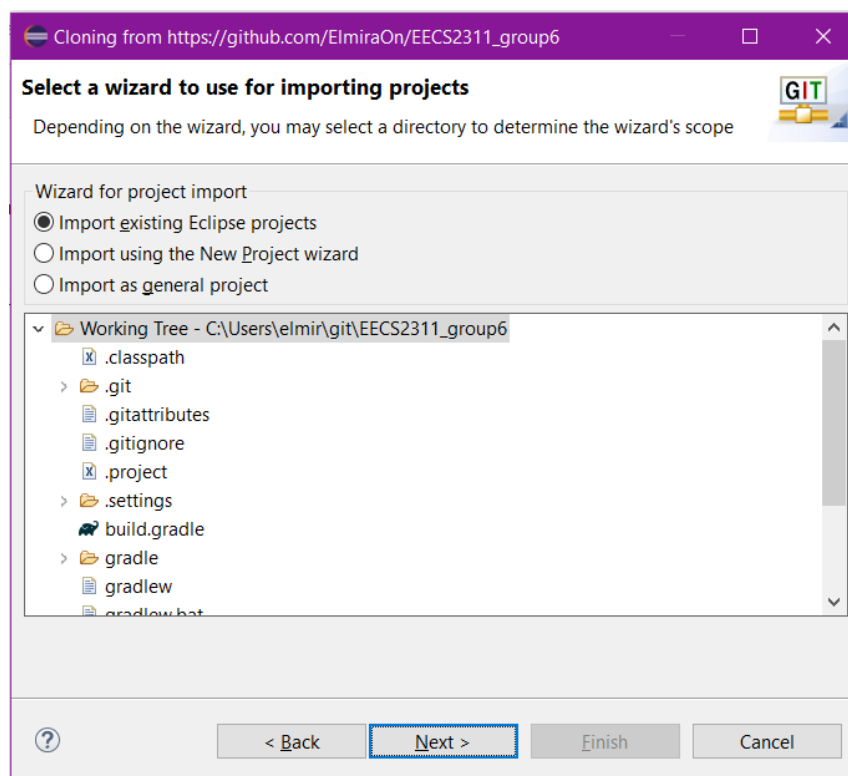 Cloning from https://github.com/ElmiraOn/EECS2311_group6
Select a wizard to use for importing projects
GIT
Depending on the wizard, you may select a directory to determine the wizard's scope
Wizard for project import
Import existing Eclipse projects
Import using the New Project wizard
Import as general project
Working Tree - C:\Users\elmir\git\EECS2311_group6
.classpath
.git
.gitattributes
.gitignore
.project
.settings
build.gradle
gradle
gradlew
gradlew.bat
? < Back Next > Finish Cancel